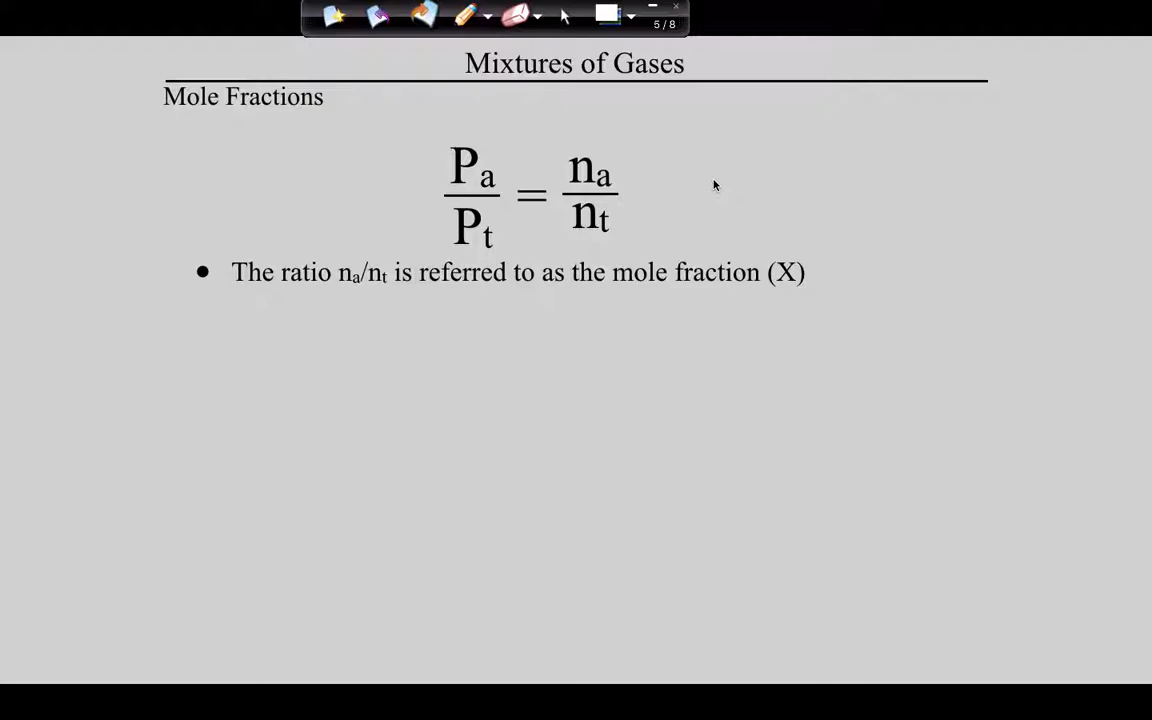 5 / 8
Mixtures of Gases
Mole Fractions
Pₐ/Pₜ = nₐ/nₜ
• The ratio nₐ/nₜ is referred to as the mole fraction (X)